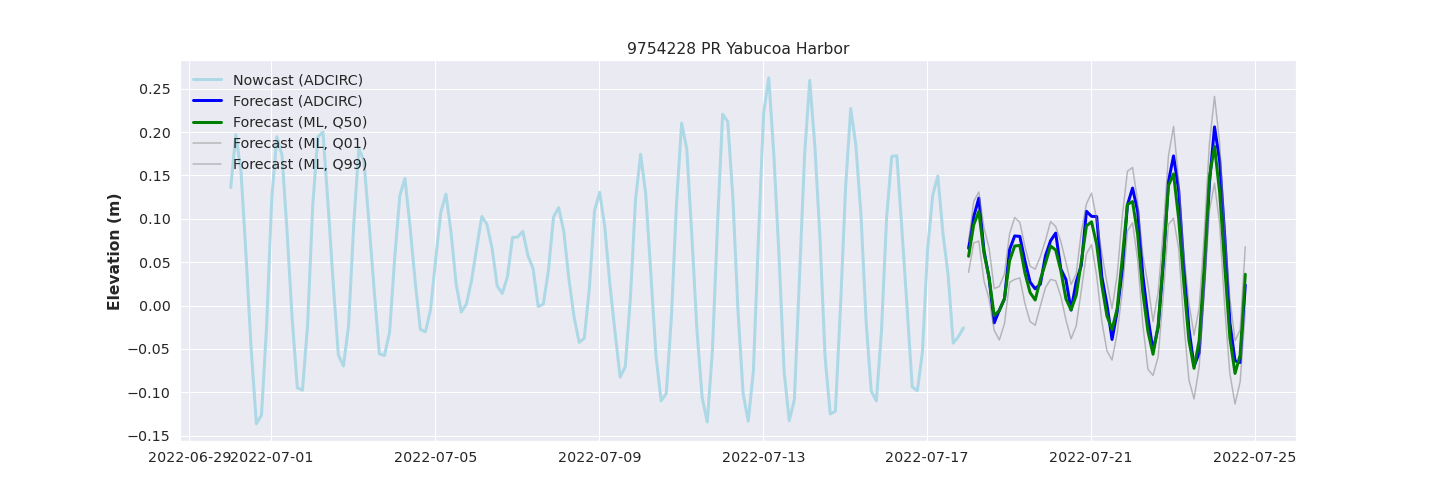 9754228 PR Yabucoa Harbor
Nowcast (ADCIRC)
Forecast (ADCIRC)
Forecast (ML, Q50)
Forecast (ML, Q01)
Forecast (ML, Q99)
Elevation (m)
0.25
0.20
0.15
0.10
0.05
0.00
−0.05
−0.10
−0.15
2022-06-29 2022-07-01 2022-07-05 2022-07-09 2022-07-13 2022-07-17 2022-07-21 2022-07-25